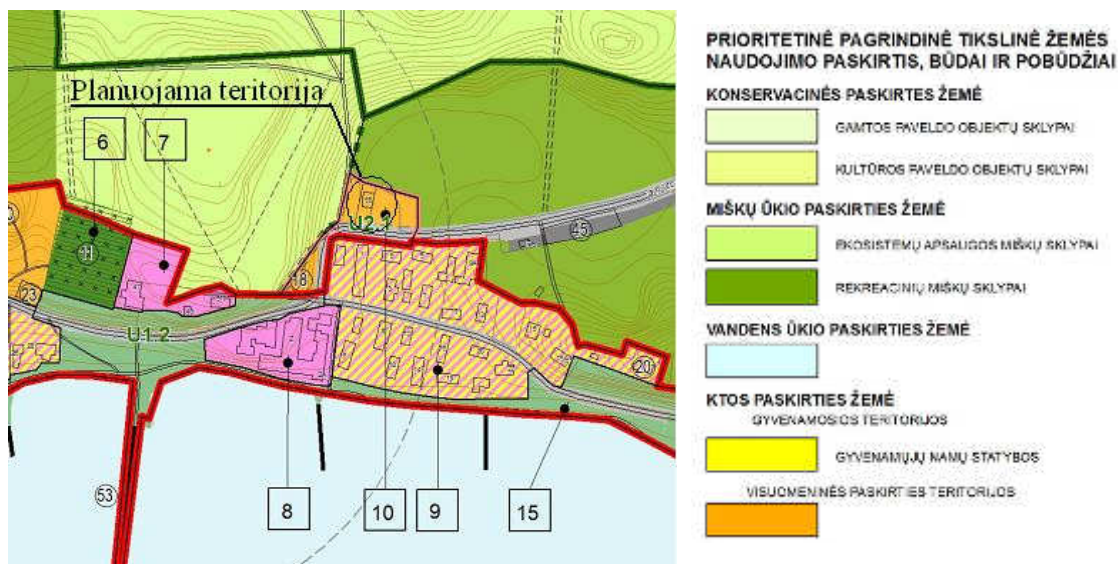 Planuojama teritorija
6
7
U2.1
45
41
18
23
U1.2
20
53
8
10
9
15
PRIORITETINĖ PAGRINDINĖ TIKSLINĖ ŽEMĖS
NAUDOJIMO PASKIRTIS, BŪDAI IR POBŪDŽIAI
KONSERVACINĖS PASKIRTES ŽEMĖ
GAMTOS PAVELDO OBJEKTŲ SKLYPAI
KULTŪROS PAVELDO OBJEKTŲ SKLYPAI
MIŠKŲ ŪKIO PASKIRTIES ŽEMĖ
EKOSISTEMŲ APSAUGOS MIŠKŲ SKLYPAI
REKREACINIŲ MIŠKŲ SKLYPAI
VANDENS ŪKIO PASKIRTIES ŽEMĖ
KTOS PASKIRTIES ŽEMĖ
GYVENAMOSIOS TERITORIJOS
GYVENAMŲJŲ NAMŲ STATYBOS
VISUOMENINĖS PASKIRTIES TERITORIJOS